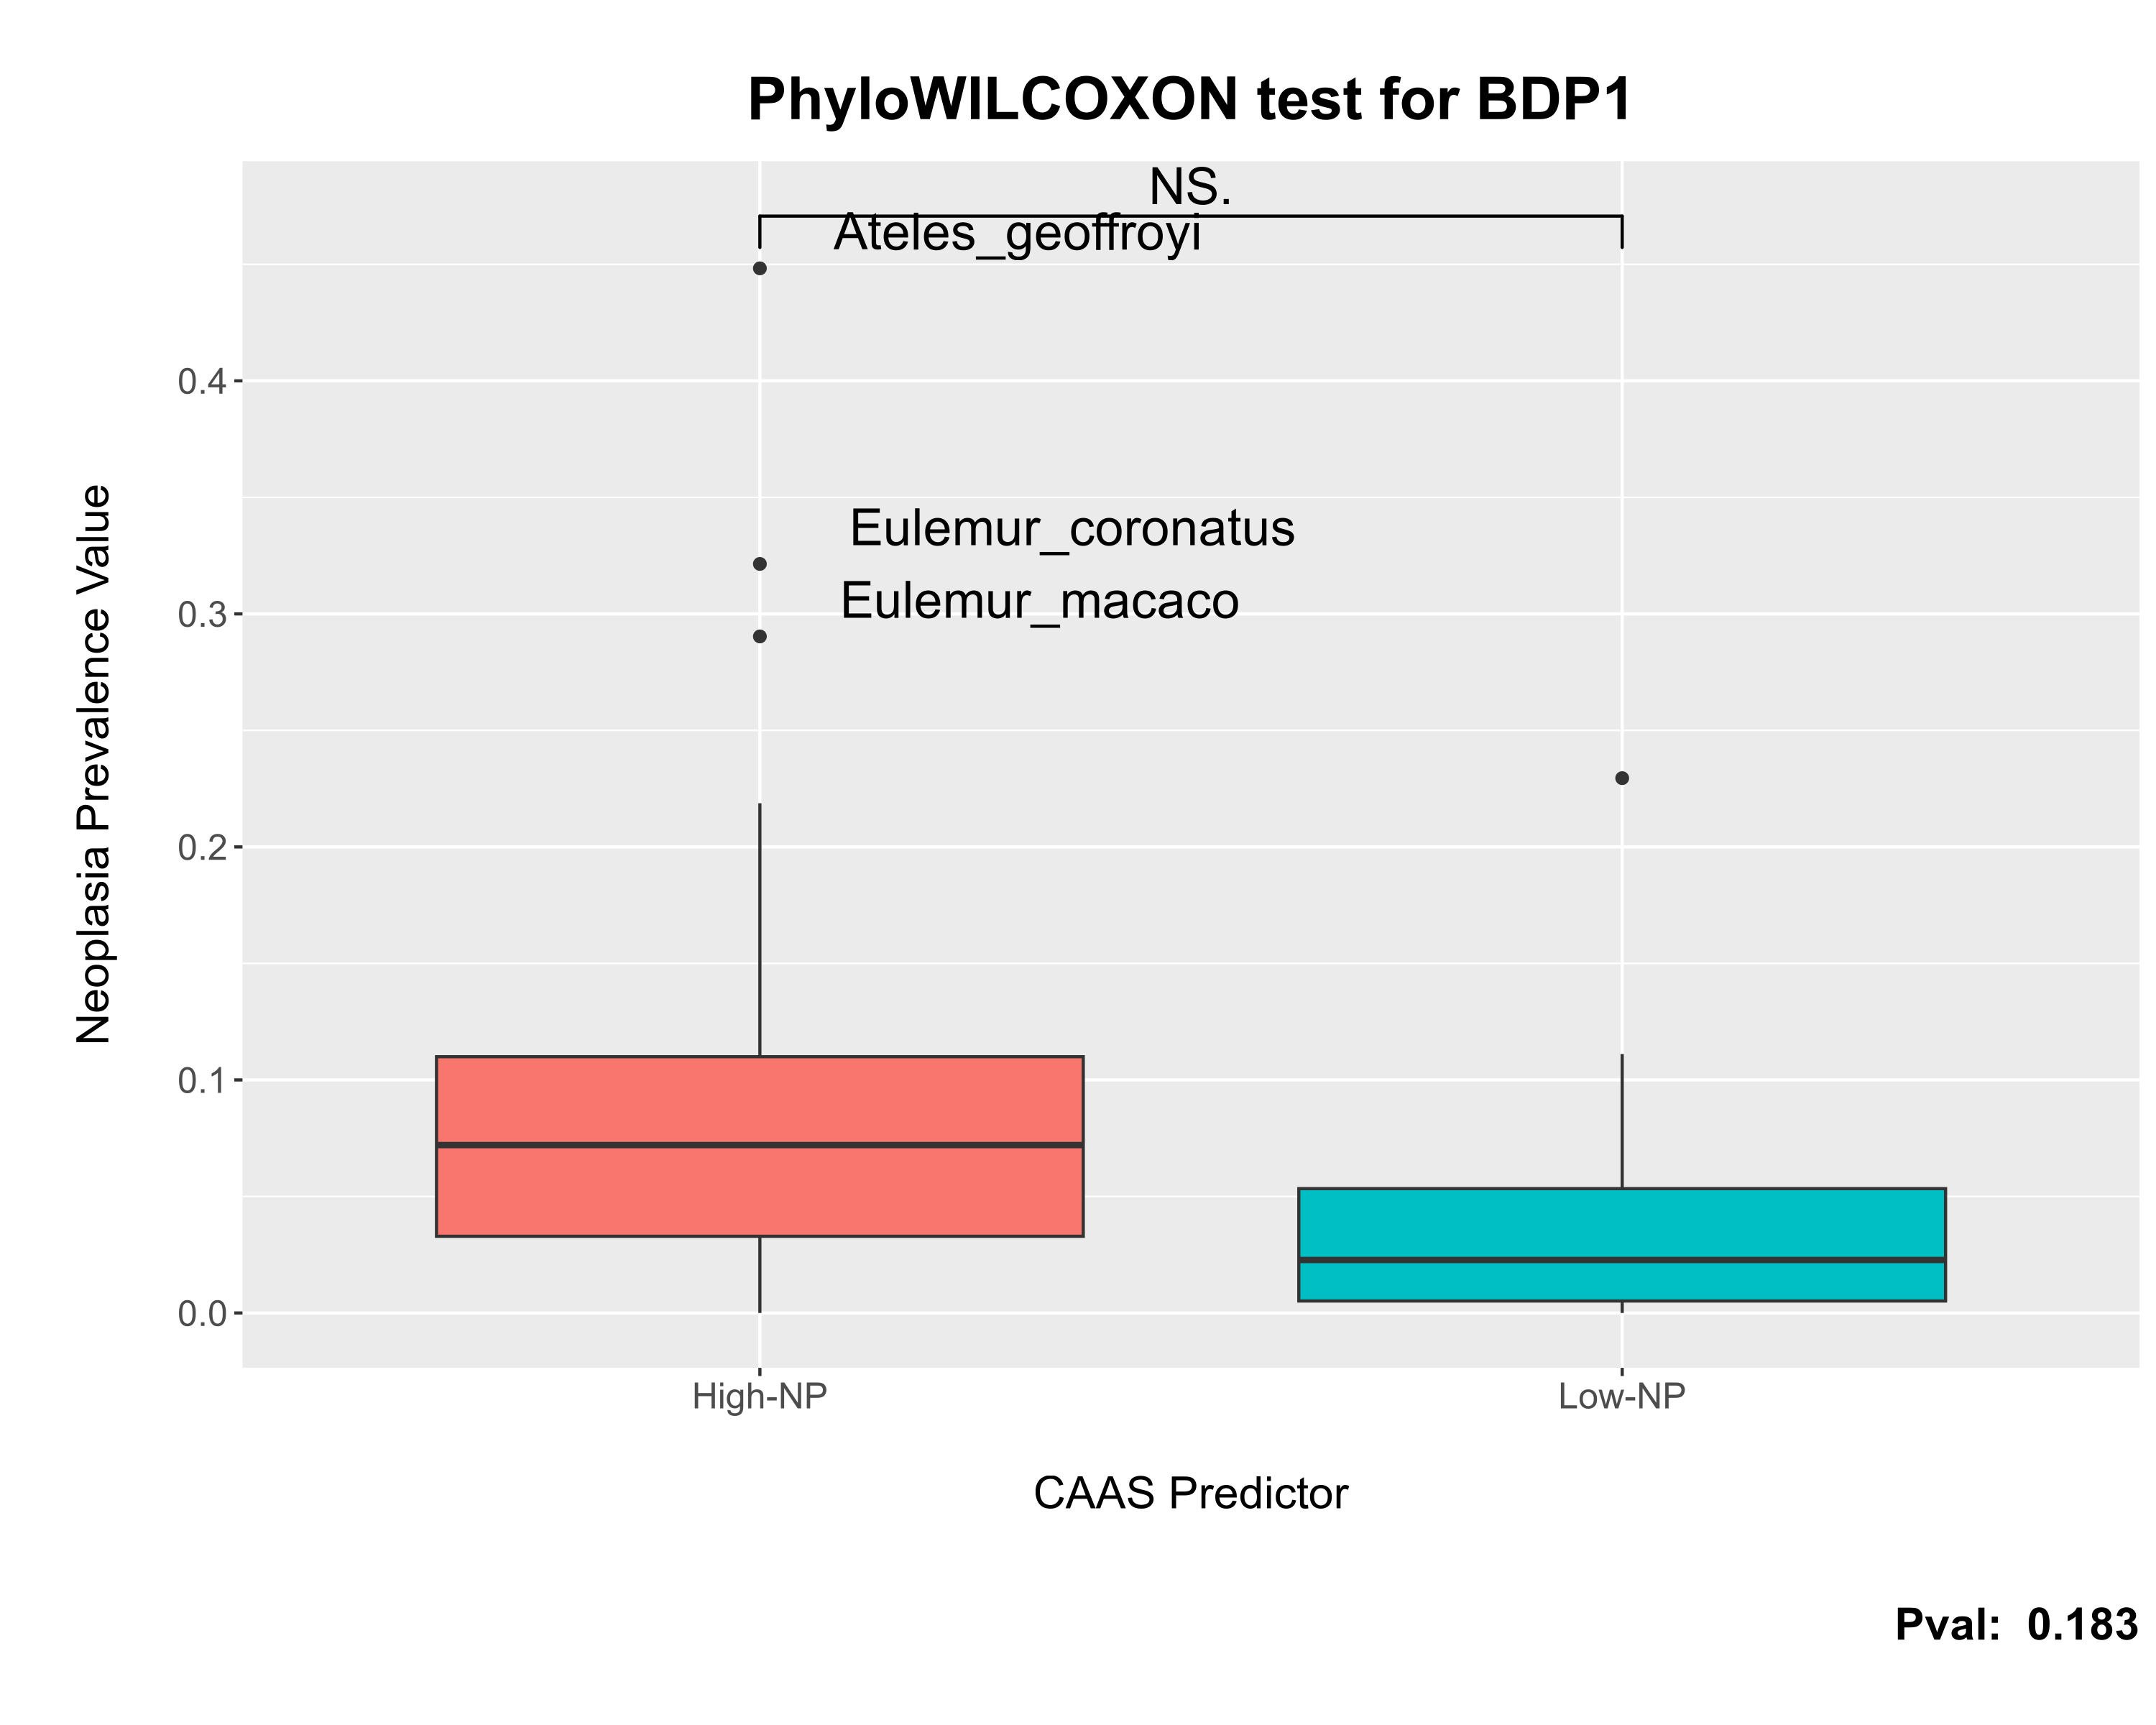 PhyloWILCOXON test for BDP1
NS.
Ateles_geoffroyi
Eulemur_coronatus
Eulemur_macaco
Neoplasia Prevalence Value
0.4
0.3
0.2
0.1
0.0
High-NP
Low-NP
CAAS Predictor
Pval: 0.183